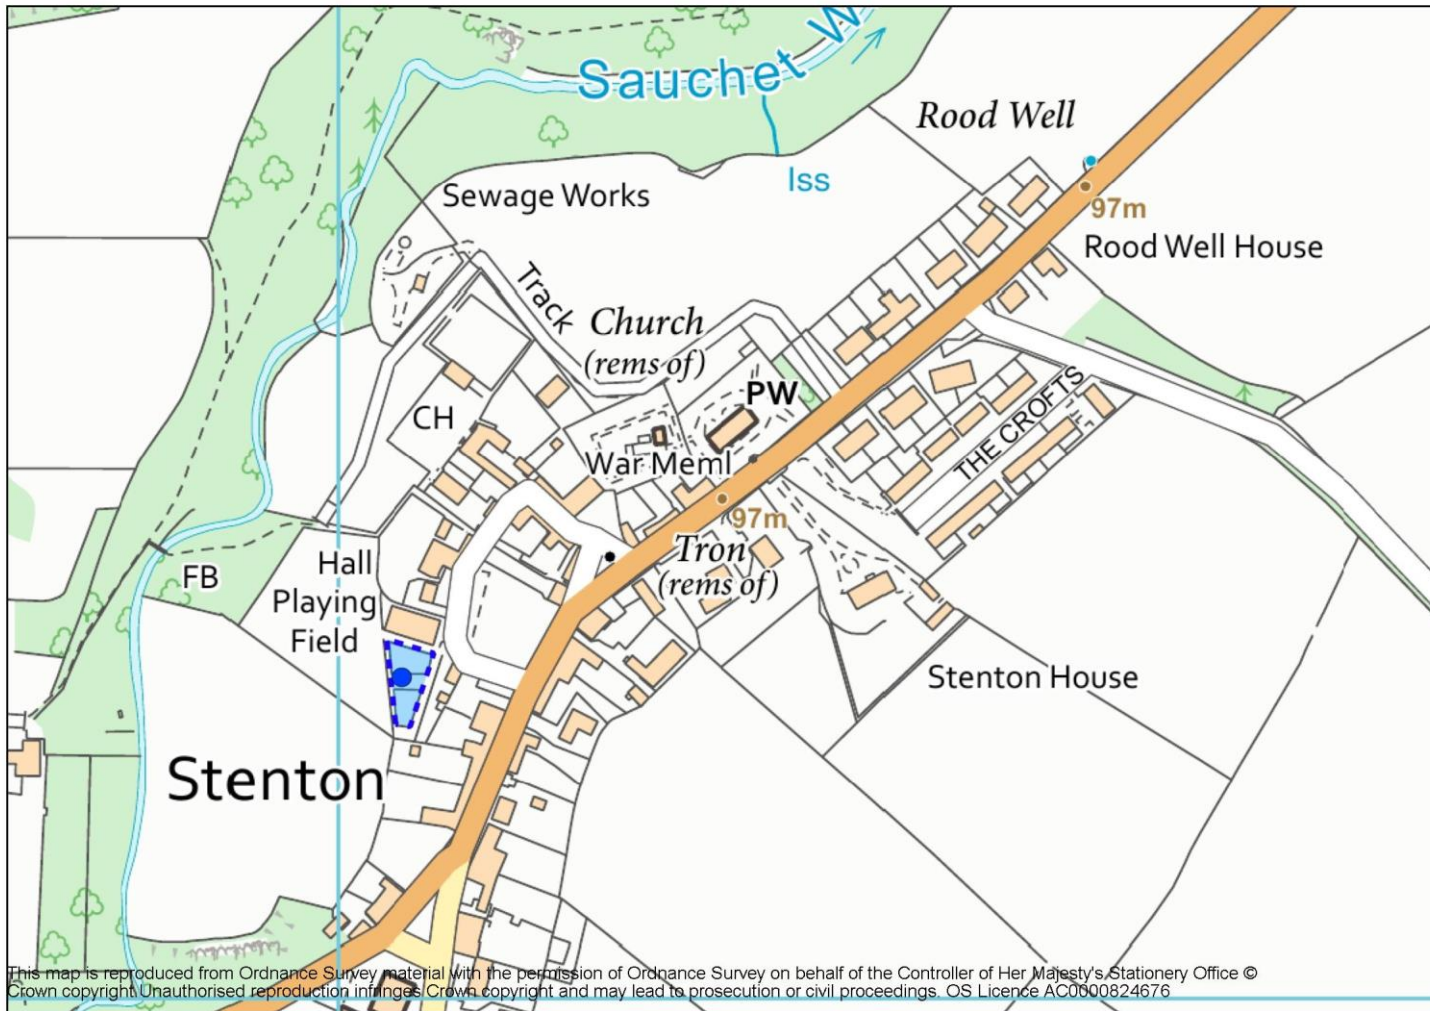 Sauchet W
Rood Well
Iss
Sewage Works
97m
Rood Well House
Track
Church
(rems of)
PW
THE CROFTS
CH
War Meml
97m
Tron
(rems of)
Hall
Playing
Field
FB
Stenton House
Stenton
This map is reproduced from Ordnance Survey material with the permission of Ordnance Survey on behalf of the Controller of Her Majesty's Stationery Office ©
Crown copyright Unauthorised reproduction infringes Crown copyright and may lead to prosecution or civil proceedings. OS Licence AC0000824676